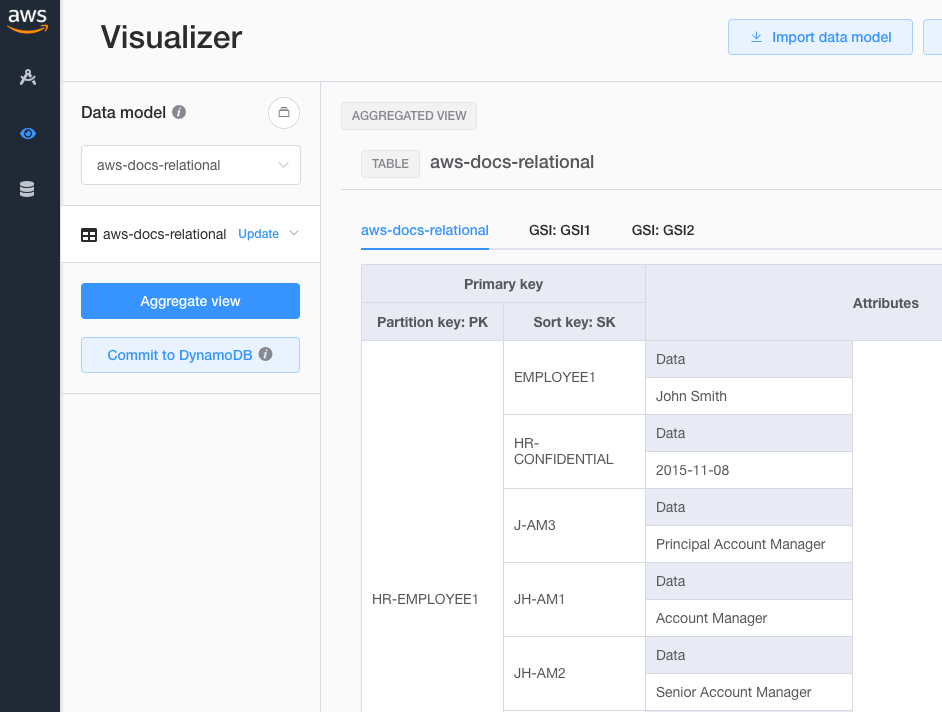 aws
Visualizer
Import data model
Data model
aws-docs-relational
aws-docs-relational Update
Aggregate view
Commit to DynamoDB
AGGREGATED VIEW
TABLE aws-docs-relational
aws-docs-relational GSI: GSI1 GSI: GSI2
Primary key
Attributes
Partition key: PK Sort key: SK
HR-EMPLOYEE1
EMPLOYEE1
Data
John Smith
HR-
CONFIDENTIAL
Data
2015-11-08
J-AM3
Data
Principal Account Manager
JH-AM1
Data
Account Manager
JH-AM2
Data
Senior Account Manager